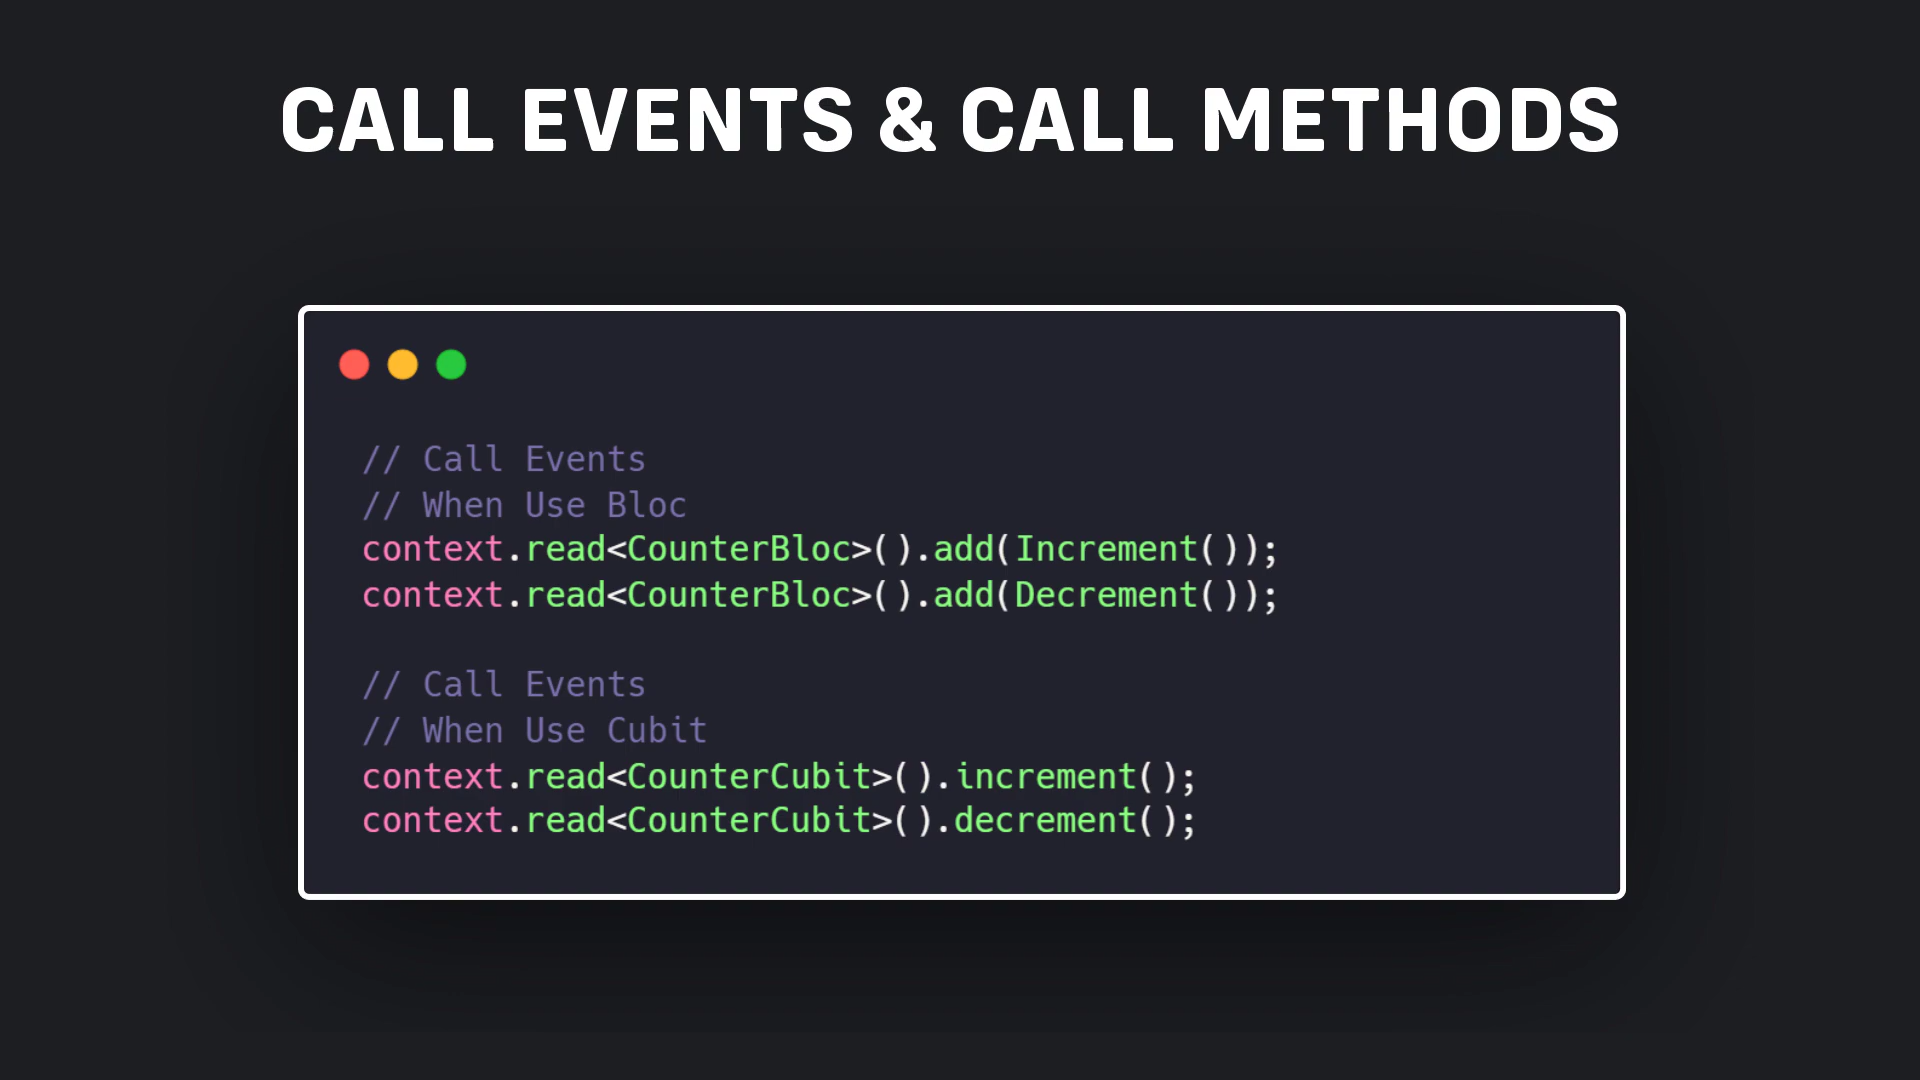 CALL EVENTS & CALL METHODS
// Call Events
// When Use Bloc
context.read<CounterBloc>().add(Increment());
context.read<CounterBloc>().add(Decrement());
// Call Events
// When Use Cubit
context.read<CounterCubit>().increment();
context.read<CounterCubit>().decrement();